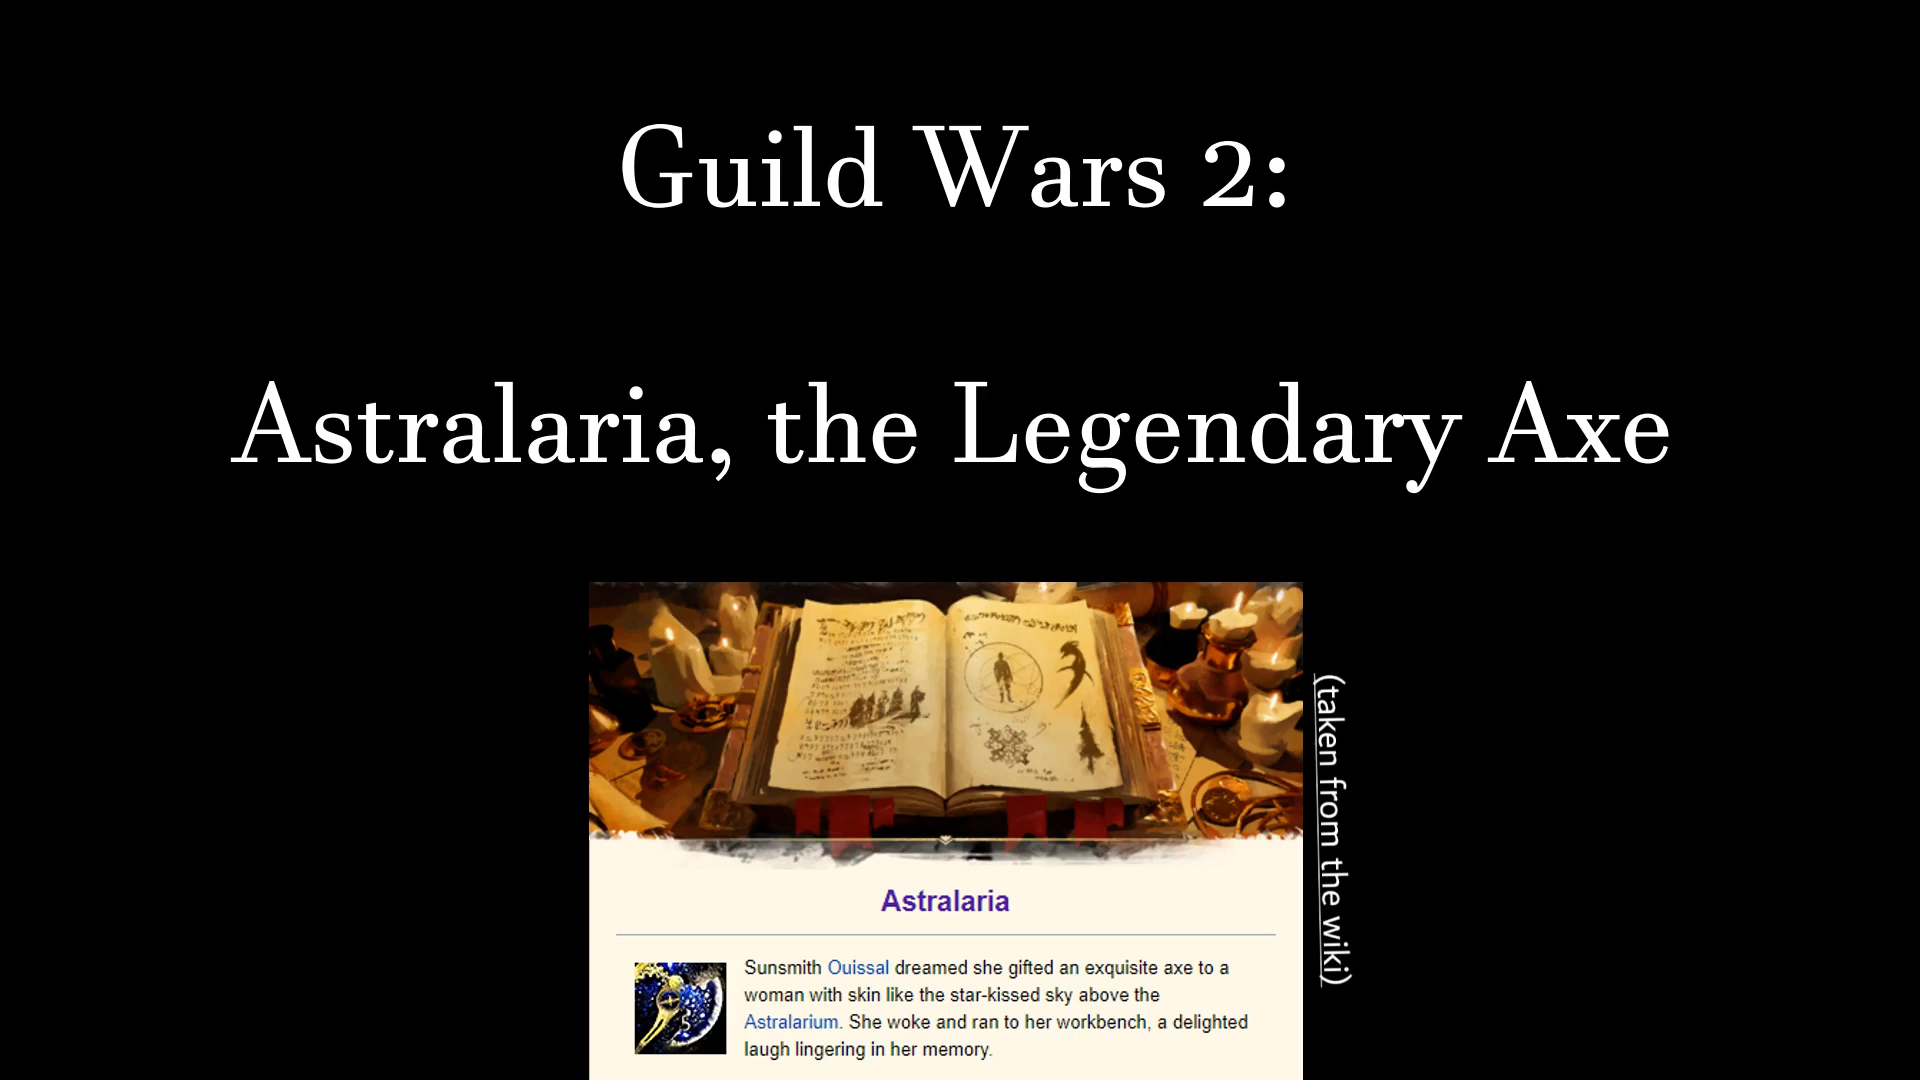 Guild Wars 2:
Astralaria, the Legendary Axe
(taken from the wiki)
Astralaria
Sunsmith Ouissal dreamed she gifted an exquisite axe to a
woman with skin like the star-kissed sky above the
Astralarium. She woke and ran to her workbench, a delighted
laugh lingering in her memory.